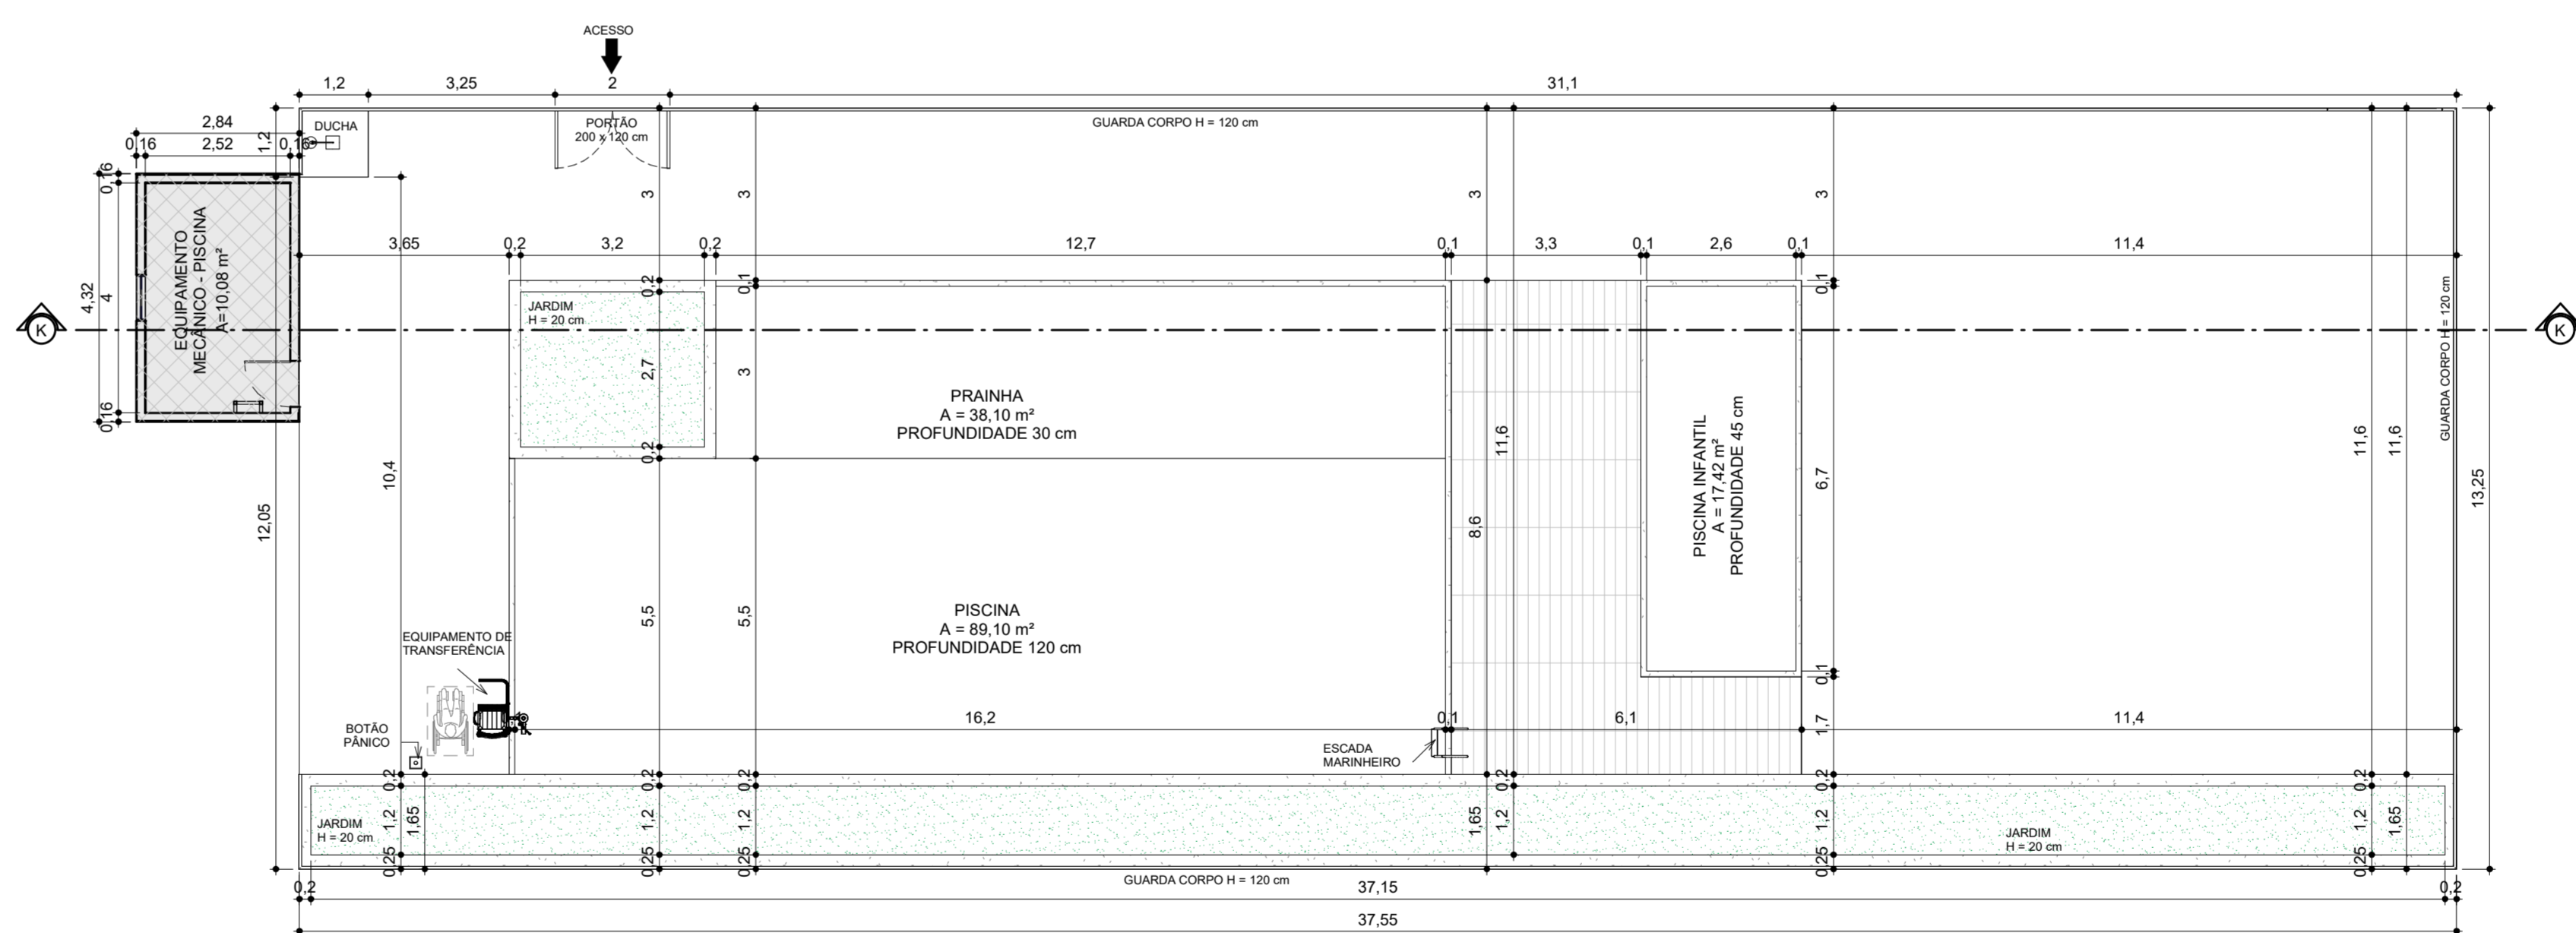 ACESSO
1,2
3,25
2
31,1
2,84
1,2
DUCHA
PORTÃO
200 x 120 cm
GUARDA CORPO H = 120 cm
0,16
2,52
0,16
0,16
3
3
3
3
3,65
0,2
3,2
0,2
12,7
0,1
3,3
0,1
2,6
0,1
11,4
4,32
4
EQUIPAMENTO
MECÂNICO - PISCINA
A=10,08 m²
0,16
0,2
0,1
0,1
JARDIM
H = 20 cm
GUARDA CORPO H = 120 cm
K
K
2,7
3
0,2
PRAINHA
A = 38,10 m²
PROFUNDIDADE 30 cm
11,6
PISCINA INFANTIL
A = 17,42 m²
PROFUNDIDADE 45 cm
6,7
11,6
11,6
10,4
12,05
8,6
13,25
5,5
5,5
PISCINA
A = 89,10 m²
PROFUNDIDADE 120 cm
EQUIPAMENTO DE
TRANSFERÊNCIA
0,1
16,2
0,1
6,1
1,7
11,4
BOTÃO
PÂNICO
ESCADA
MARINHEIRO
0,2
0,2
0,2
0,2
0,2
0,2
JARDIM
H = 20 cm
1,2
1,65
1,2
1,2
1,65
1,2
1,2
JARDIM
H = 20 cm
1,2
1,65
0,25
0,25
0,25
0,25
0,25
0,2
GUARDA CORPO H = 120 cm
37,15
0,2
37,55